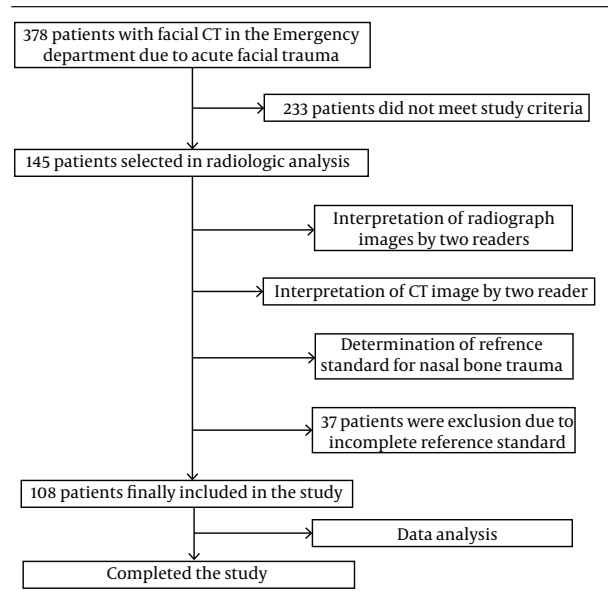 378 patients with facial CT in the Emergency
department due to acute facial trauma
233 patients did not meet study criteria
145 patients selected in radiologic analysis
Interpretation of radiograph
images by two readers
Interpretation of CT image by two reader
Determination of refrence
standard for nasal bone trauma
37 patients were exclusion due to
incomplete reference standard
108 patients finally included in the study
Data analysis
Completed the study